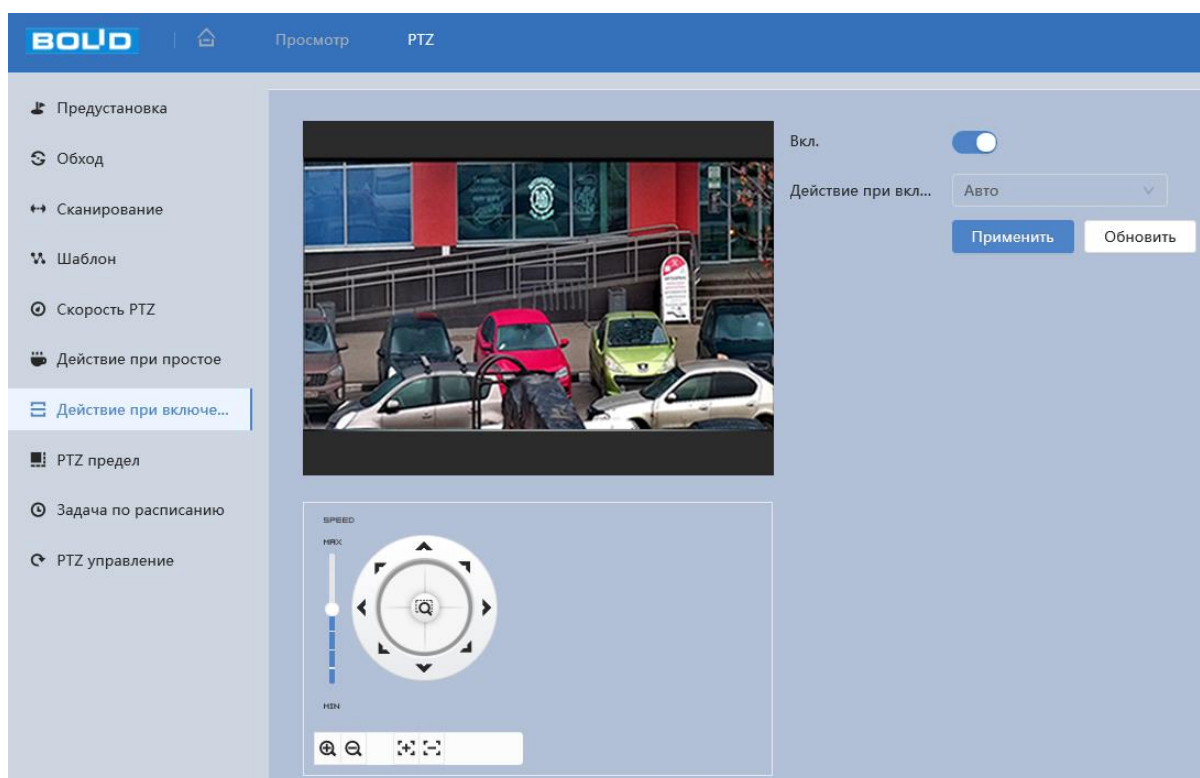 BOLID
Просмотр
PTZ
Предустановка
Обход
Сканирование
Шаблон
Скорость PTZ
Действие при простое
Действие при включе...
PTZ предел
Задача по расписанию
PTZ управление
Вкл.
Действие при вкл...
Авто
Применить
Обновить
SPEED
MAX
MIN